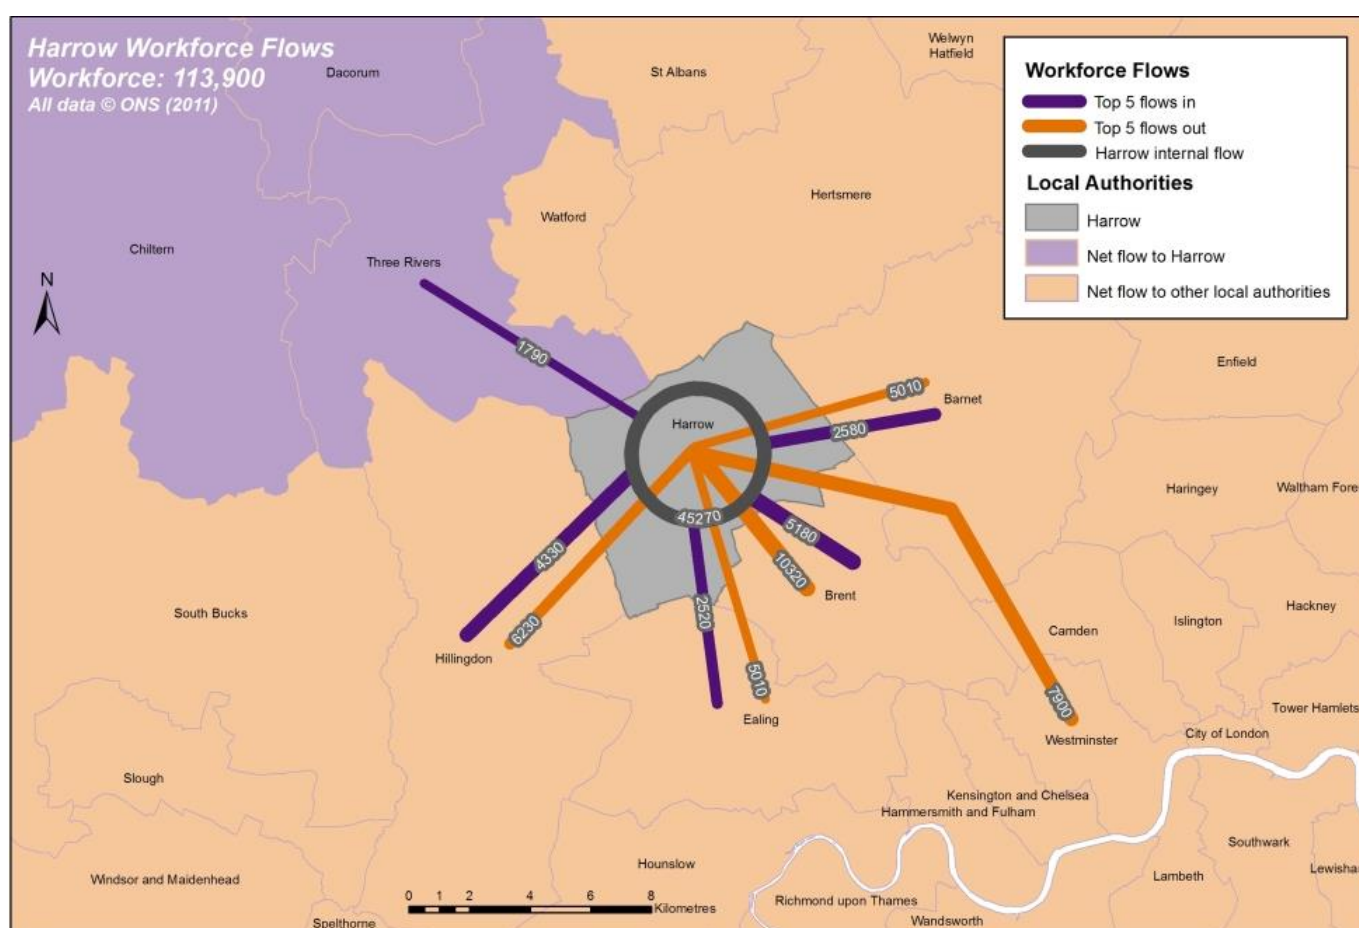 Harrow Workforce Flows
Workforce: 113,900
All data © ONS (2011)
Dacorum
St Albans
Welwyn
Hatfield
Workforce Flows
Top 5 flows in
Top 5 flows out
Harrow internal flow
Local Authorities
Harrow
Net flow to Harrow
Net flow to other local authorities
Hertsmere
Watford
Chiltern
Three Rivers
N
1790
Enfield
5010
Barnet
Harrow
2580
Haringey
Waltham Fore
45270
5180
4330
10320
Brent
South Bucks
2520
6230
Hillingdon
Hackney
Islington
Camden
5010
Ealing
7900
Westminster
Tower Hamlets
City of London
Slough
Kensington and Chelsea
Hammersmith and Fulham
Southwark
Hounslow
Lewisha
Windsor and Maidenhead
Lambeth
0 1 2 4 6 8
Kilometres
Richmond upon Thames
Spelthorne
Wandsworth